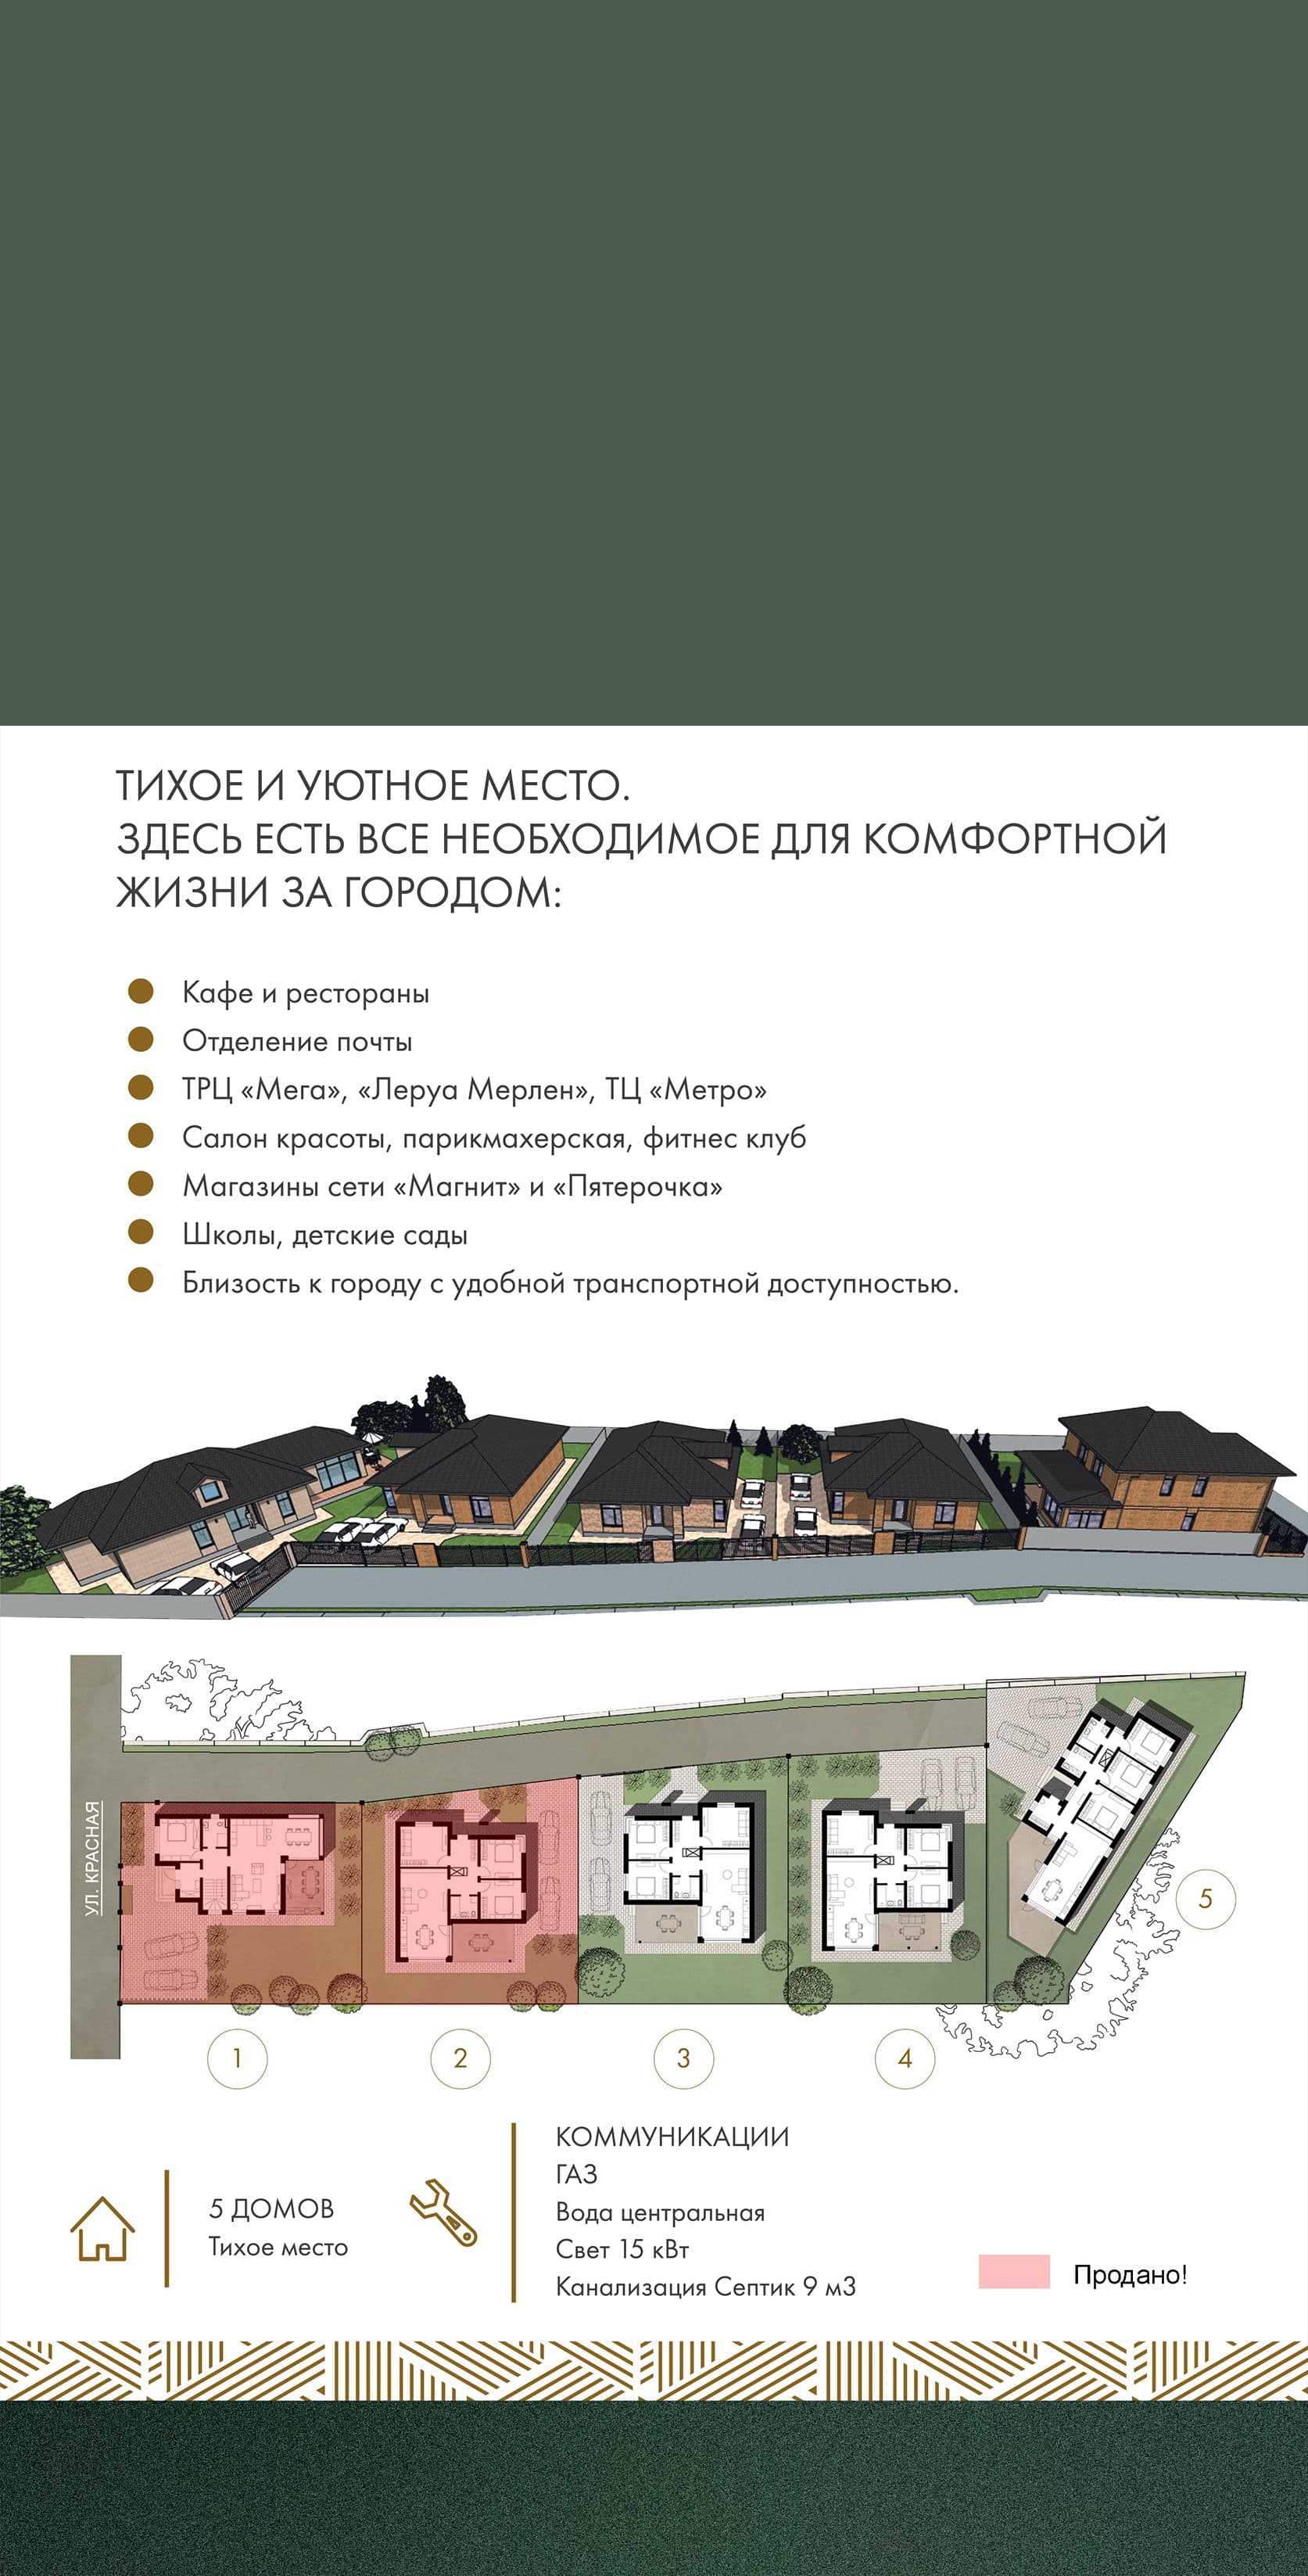 ТИХОЕ И УЮТНОЕ МЕСТО.
ЗДЕСЬ ЕСТЬ ВСЕ НЕОБХОДИМОЕ ДЛЯ КОМФОРТНОЙ
ЖИЗНИ ЗА ГОРОДОМ:
Кафе и рестораны
Отделение почты
ТРЦ «Мега», «Леруа Мерлен», ТЦ «Метро»
Салон красоты, парикмахерская, фитнес клуб
Магазины сети «Магнит» и «Пятерочка»
Школы, детские сады
Близость к городу с удобной транспортной доступностью.
УЛ. КРАСНАЯ
5
1
2
3
4
5 ДОМОВ
Тихое место
КОММУНИКАЦИИ
ГАЗ
Вода центральная
Свет 15 кВт
Канализация Септик 9 м3
Продано!